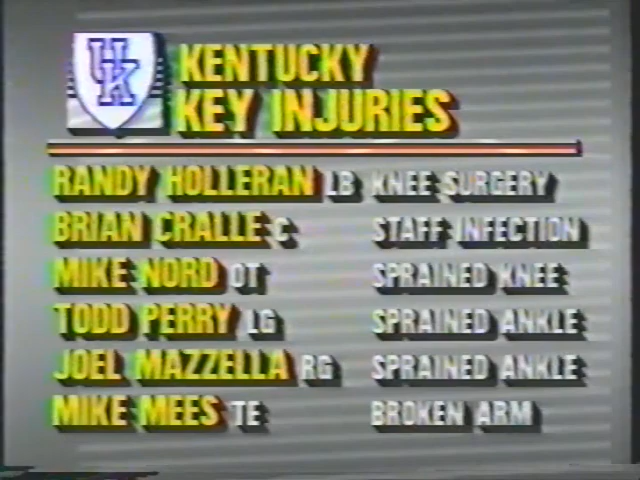 UK
KENTUCKY
KEY INJURIES
RANDY HOLLERAN LB KNEE SURGERY
BRIAN CRALLE C STAFF INFECTION
MIKE NORD OT SPRAINED KNEE
TODD PERRY LG SPRAINED ANKLE
JOEL MAZZELLA RG SPRAINED ANKLE
MIKE MEES TE BROKEN ARM